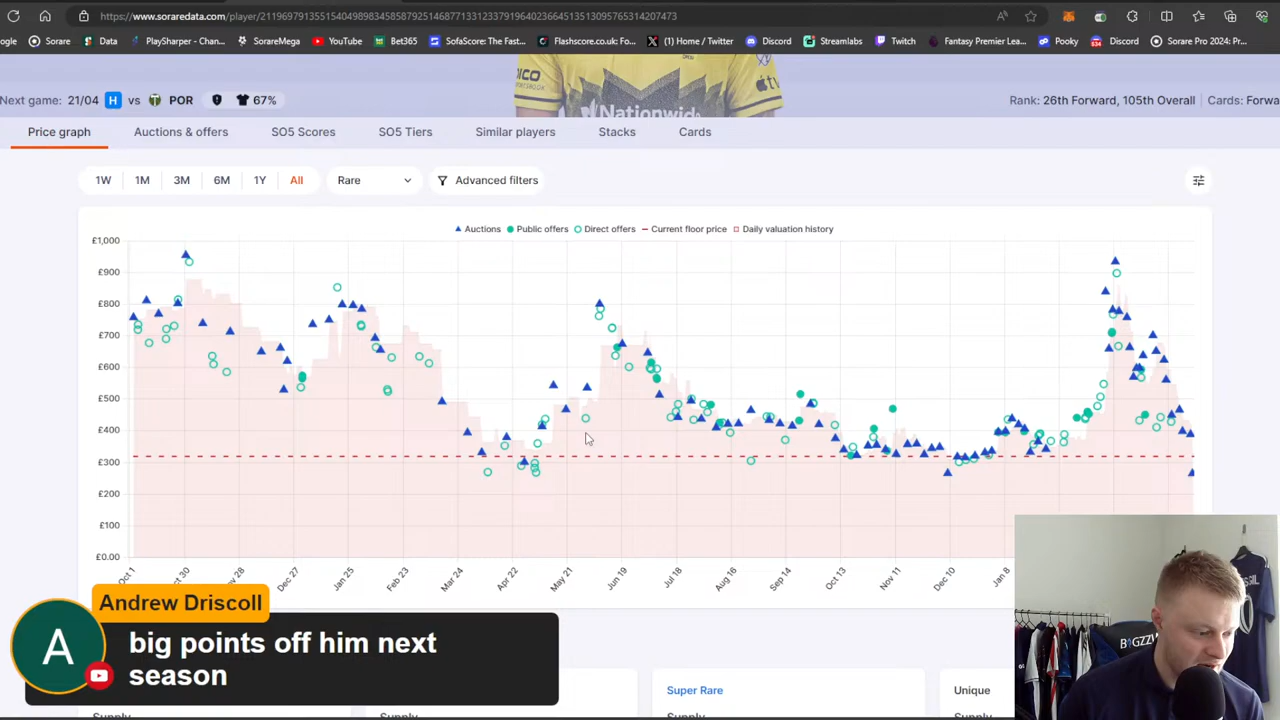 https://www.soraredata.com/player/21196979135515404989834585879251468771331233791964023664513513095765314207473
ogle Sorare Data PlaySharper - Chan... SorareMega YouTube Bet365 SofaScore: The Fast... Flashscore.co.uk: Fo... (1) Home / Twitter Discord Streamlabs Twitch Fantasy Premier Lea... Pooky Discord Sorare Pro 2024: Pr...
Next game: 21/04 H vs POR 67%
Rank: 26th Forward, 105th Overall Cards: Forwa
Nationwide
Price graph Auctions & offers SO5 Scores SO5 Tiers Similar players Stacks Cards
1W 1M 3M 6M 1Y All Rare Advanced filters
Auctions Public offers Direct offers Current floor price Daily valuation history
£1,000
£900
£800
£700
£600
£500
£400
£300
£200
£100
£0.00
Oct 1 Oct 30 Nov 28 Dec 27 Jan 25 Feb 23 Mar 24 Apr 22 May 21 Jun 19 Jul 18 Aug 16 Sep 14 Oct 13 Nov 11 Dec 10 Jan 8
Andrew Driscoll
A
big points off him next
season
Super Rare
Unique
Supply Supply Supply